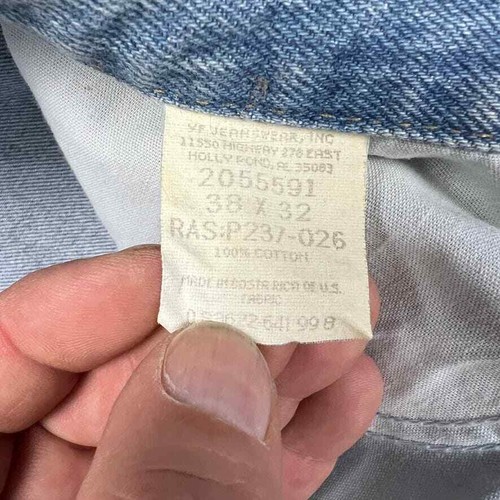 VF JEANSWEAR, INC
11550 HIGHWAY 278 EAST
HOLLY POND, AL 35083
2055591
38 X 32
RAS:P237-026
100% COTTON
MADE IN COSTA RICA OF U.S.
FABRIC